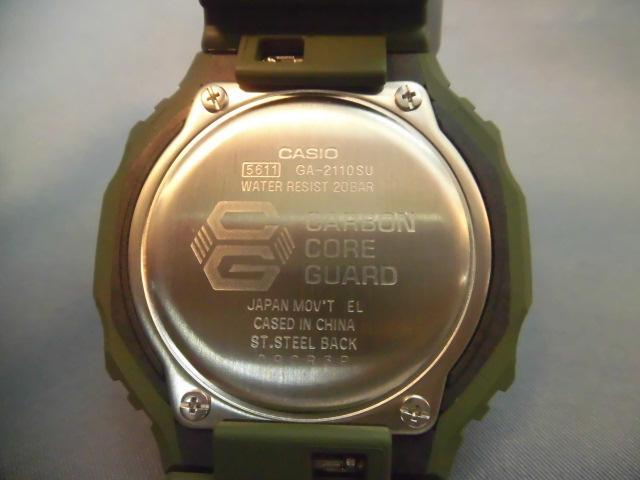 CASIO
5611 GA-2110SU
WATER RESIST 20BAR
CG CARBON
CORE
GUARD
JAPAN MOV'T EL
CASED IN CHINA
ST.STEEL BACK